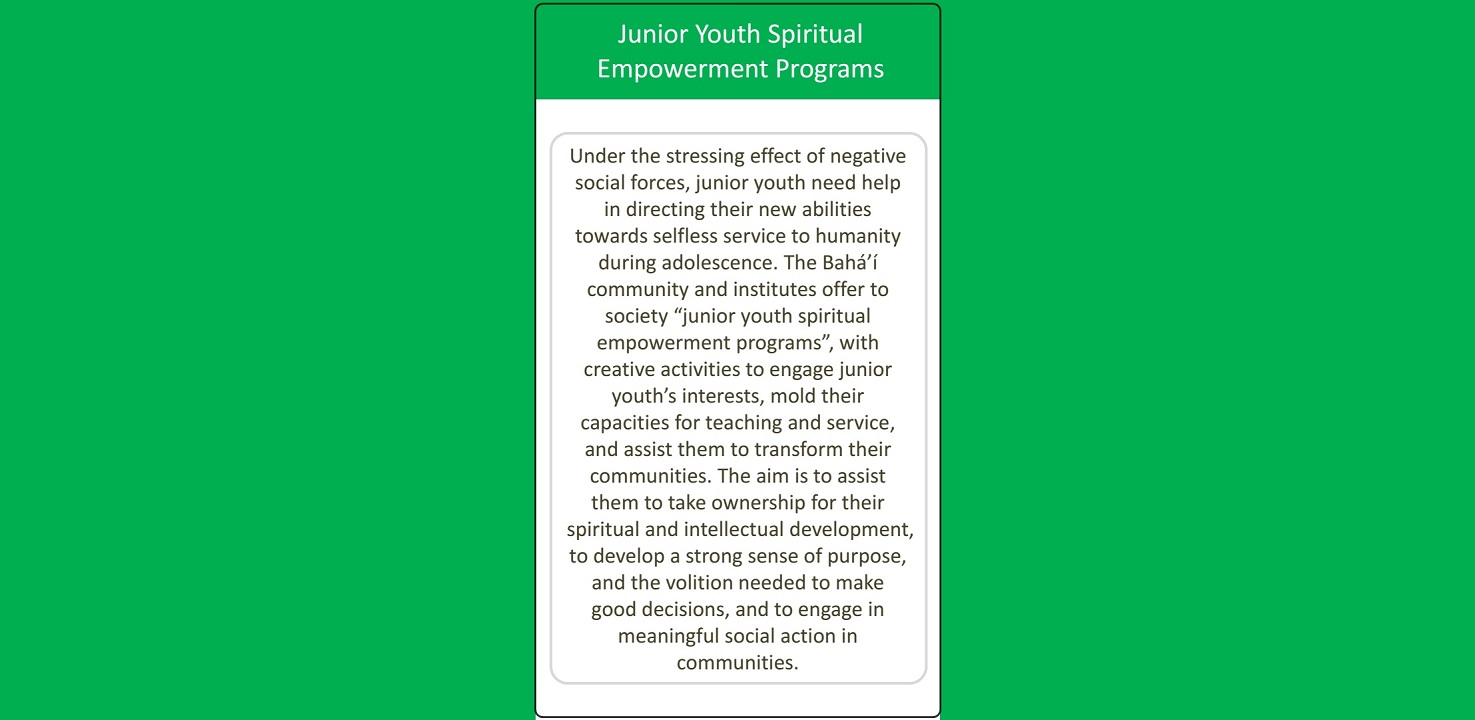 Junior Youth Spiritual
Empowerment Programs
Under the stressing effect of negative
social forces, junior youth need help
in directing their new abilities
towards selfless service to humanity
during adolescence. The Bahá’í
community and institutes offer to
society “junior youth spiritual
empowerment programs”, with
creative activities to engage junior
youth’s interests, mold their
capacities for teaching and service,
and assist them to transform their
communities. The aim is to assist
them to take ownership for their
spiritual and intellectual development,
to develop a strong sense of purpose,
and the volition needed to make
good decisions, and to engage in
meaningful social action in
communities.